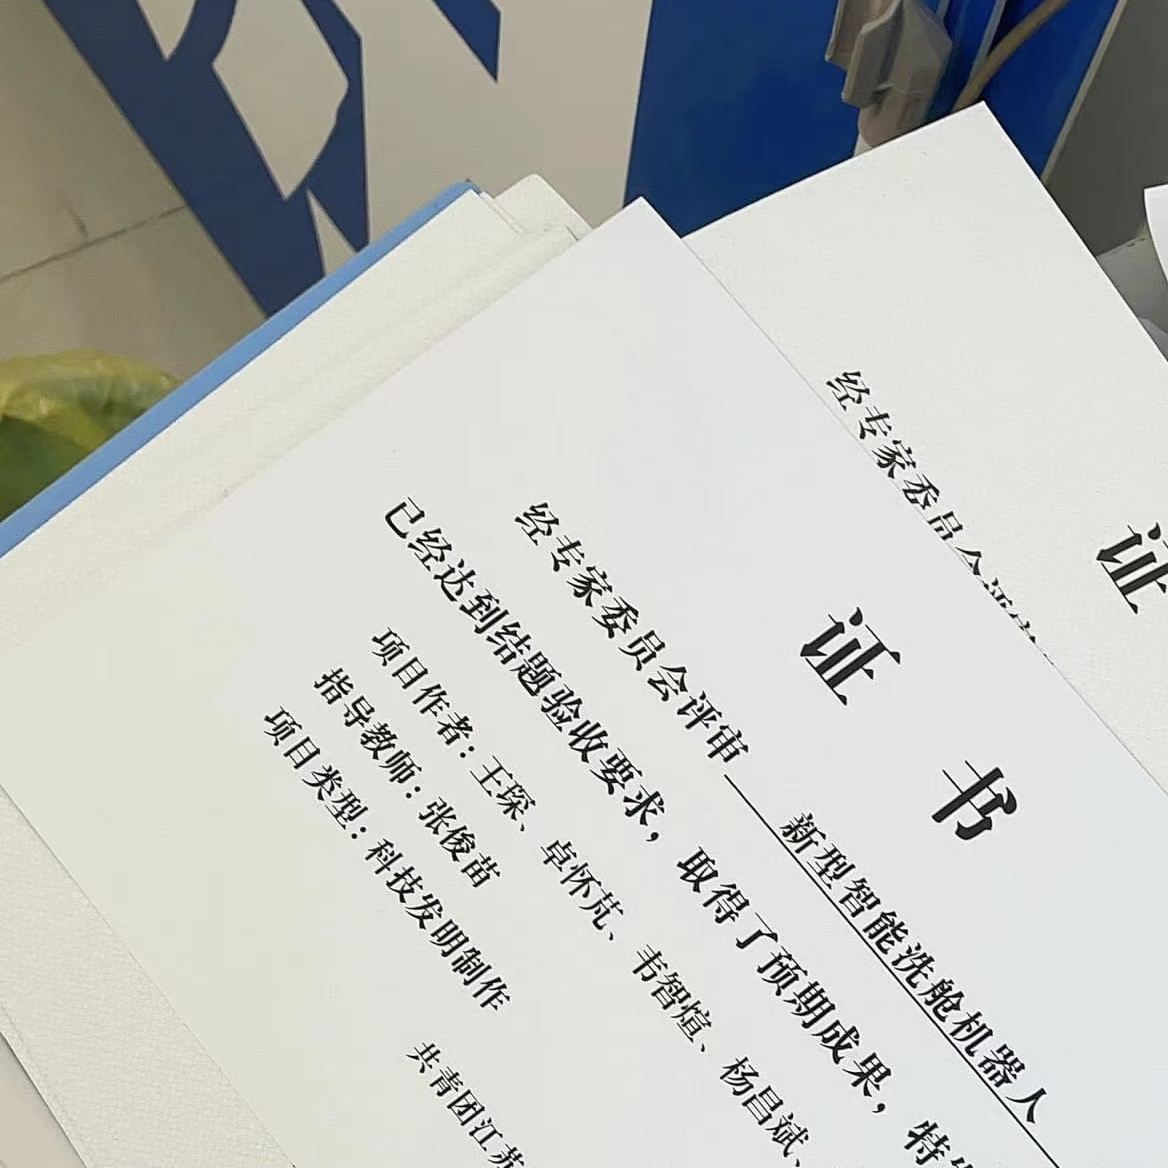 证 书
经专家委员会评审 新型智能洗舱机器人
已经达到结题验收要求，取得了预期成果，特
项目作者：王琛、卓怀芃、韦智煊、杨昌斌、
指导教师：张俊苗
项目类型：科技发明制作
共青团江苏
证
经专家委员会评审